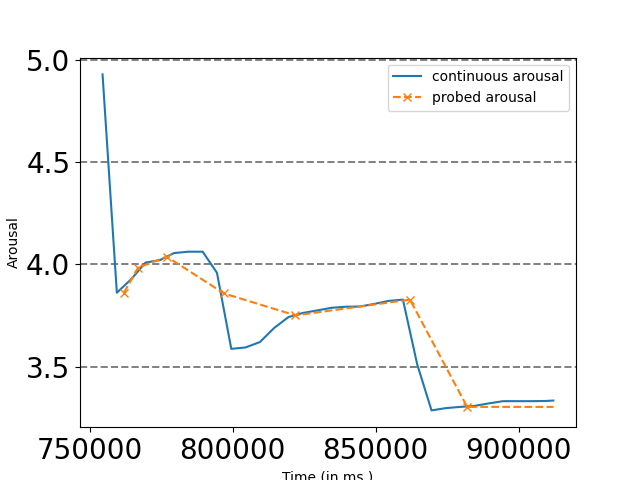 5.0
4.5
4.0
3.5
Arousal
continuous arousal
probed arousal
750000 800000 850000 900000
Time (in ms.)